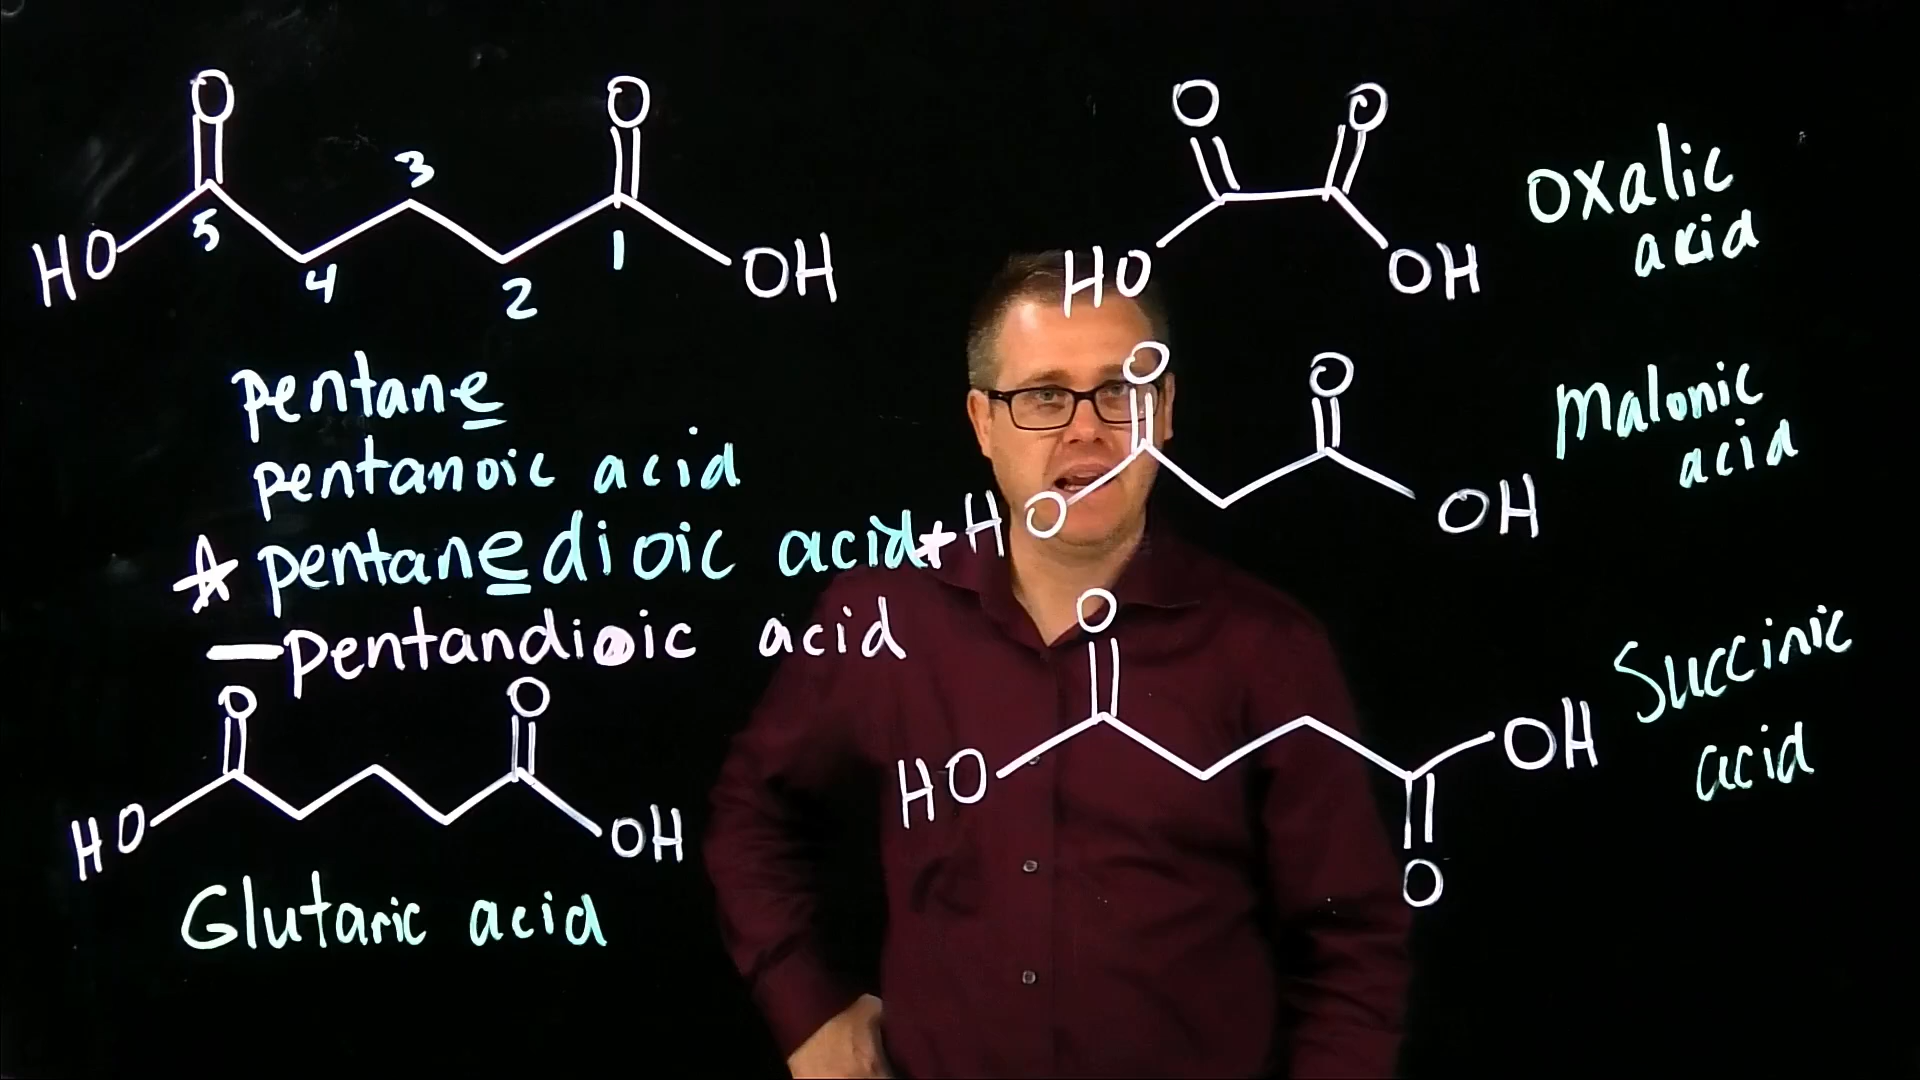 O
O
HO
5
4
3
2
1
OH
pentane
pentanoic acid
pentanedioic acid
pentandioic acid
O
O
HO
OH
Glutaric acid
O
O
HO
OH
Oxalic
acid
O
O
HO
OH
Malonic
acid
O
HO
OH
O
Succinic
acid